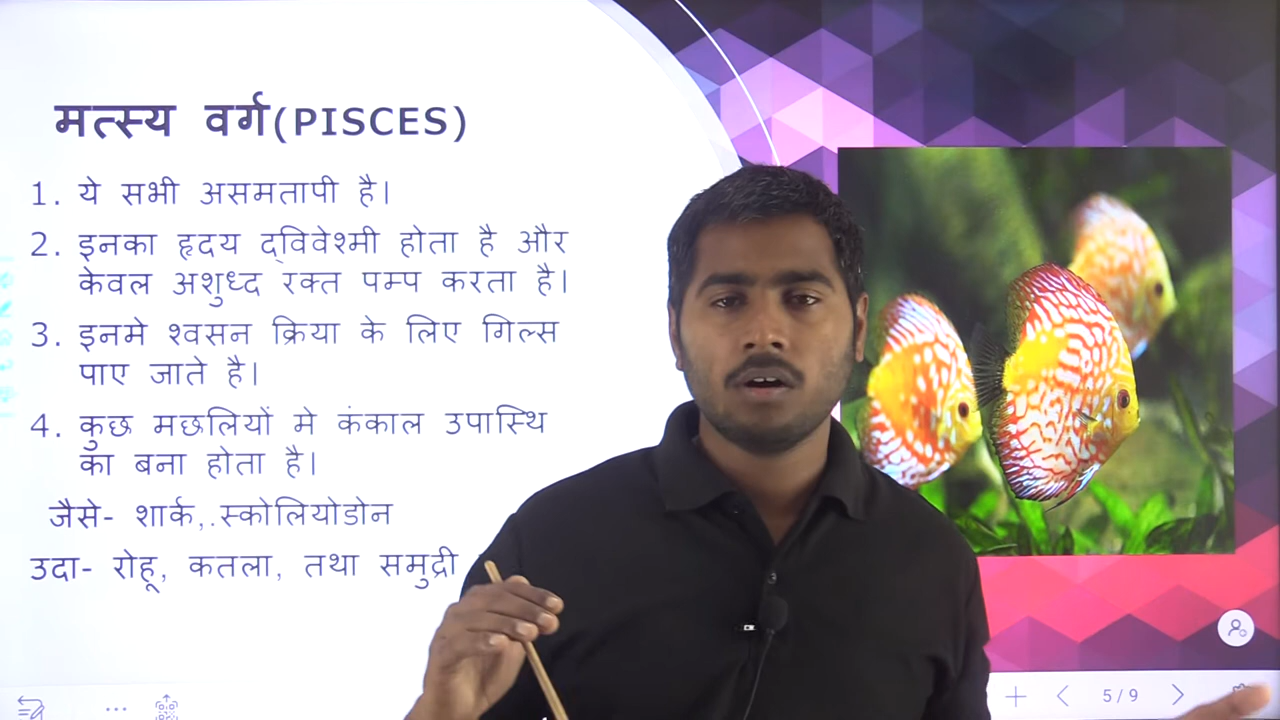 मत्स्य वर्ग(PISCES)
1. ये सभी असमतापी है।
2. इनका हृदय द्विवेश्मी होता है और
केवल अशुध्द रक्त पम्प करता है।
3. इनमे श्वसन क्रिया के लिए गिल्स
पाए जाते है।
4. कुछ मछलियों मे कंकाल उपास्थि
का बना होता है।
जैसे- शार्क,.स्कोलियोडोन
उदा- रोहू, कतला, तथा समुद्री
5/9